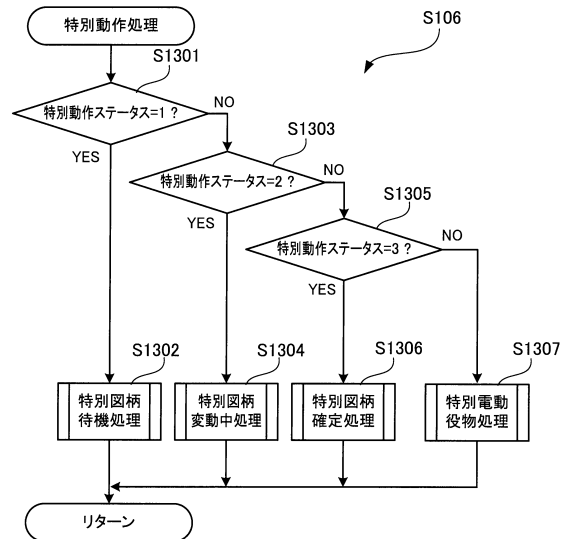 特別動作処理
S106
S1301
特別動作ステータス=1 ?
NO
YES
S1303
特別動作ステータス=2 ?
NO
YES
S1305
特別動作ステータス=3 ?
NO
YES
S1302
特別図柄
待機処理
S1304
特別図柄
変動中処理
S1306
特別図柄
確定処理
S1307
特別電動
役物処理
リターン